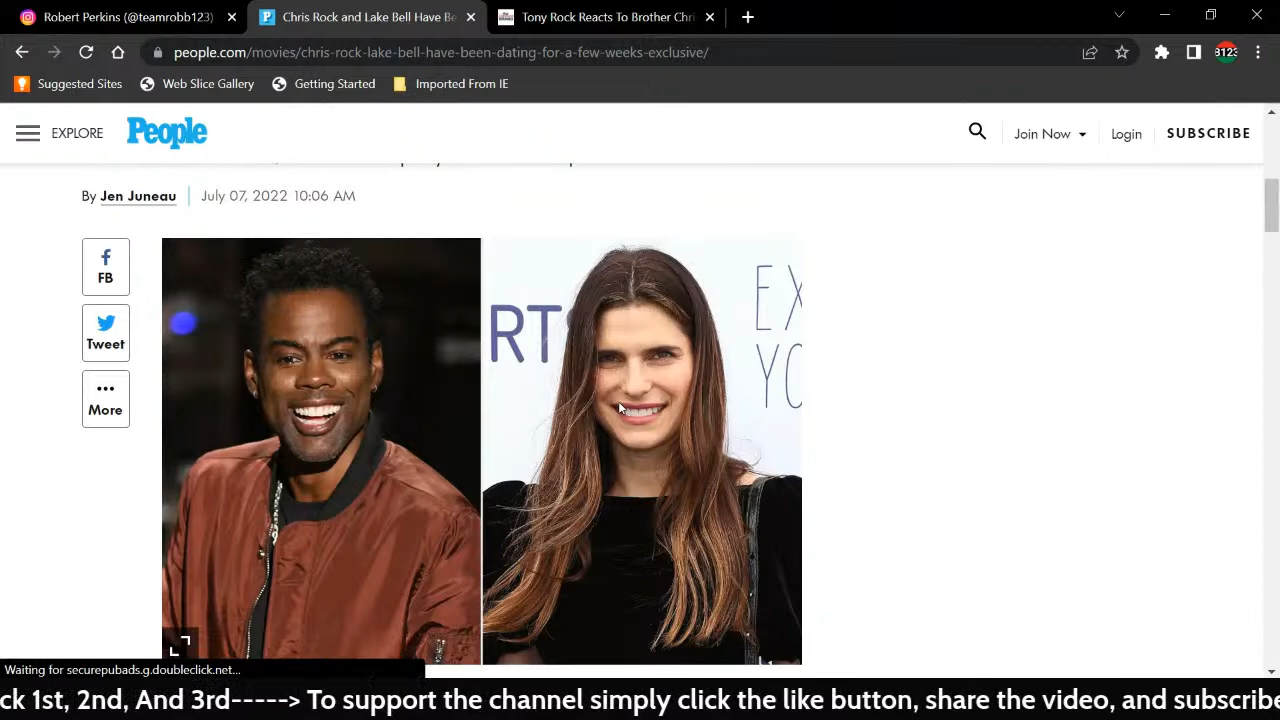 Robert Perkins (@teamrobb123)
Chris Rock and Lake Bell Have Be
Tony Rock Reacts To Brother Chri
people.com/movies/chris-rock-lake-bell-have-been-dating-for-a-few-weeks-exclusive/
Suggested Sites
Web Slice Gallery
Getting Started
Imported From IE
EXPLORE
People
Join Now
Login
SUBSCRIBE
By Jen Juneau
July 07, 2022 10:06 AM
FB
Tweet
More
RTS
EX
YO
Waiting for securepubads.g.doubleclick.net...
ck 1st, 2nd, And 3rd-----> To support the channel simply click the like button, share the video, and subscribe